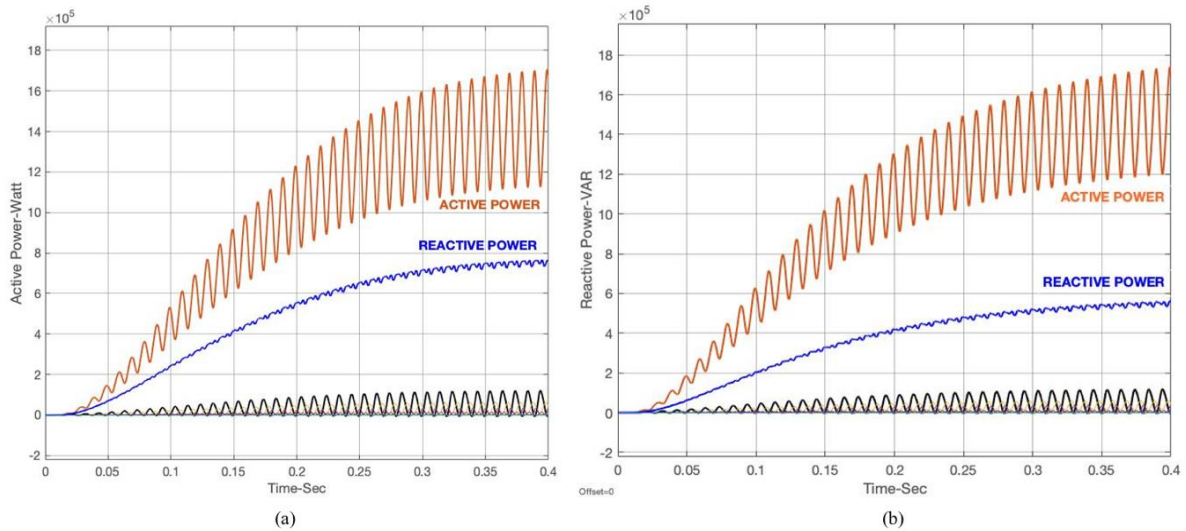 ×10⁵
18
16
14
12
10
8
6
4
2
0
-2
Active Power-Watt
ACTIVE POWER
REACTIVE POWER
0 0.05 0.1 0.15 0.2 0.25 0.3 0.35 0.4
Time-Sec
(a)
×10⁵
18
16
14
12
10
8
6
4
2
0
-2
Reactive Power-VAR
ACTIVE POWER
REACTIVE POWER
0 0.05 0.1 0.15 0.2 0.25 0.3 0.35 0.4
Offset=0
Time-Sec
(b)